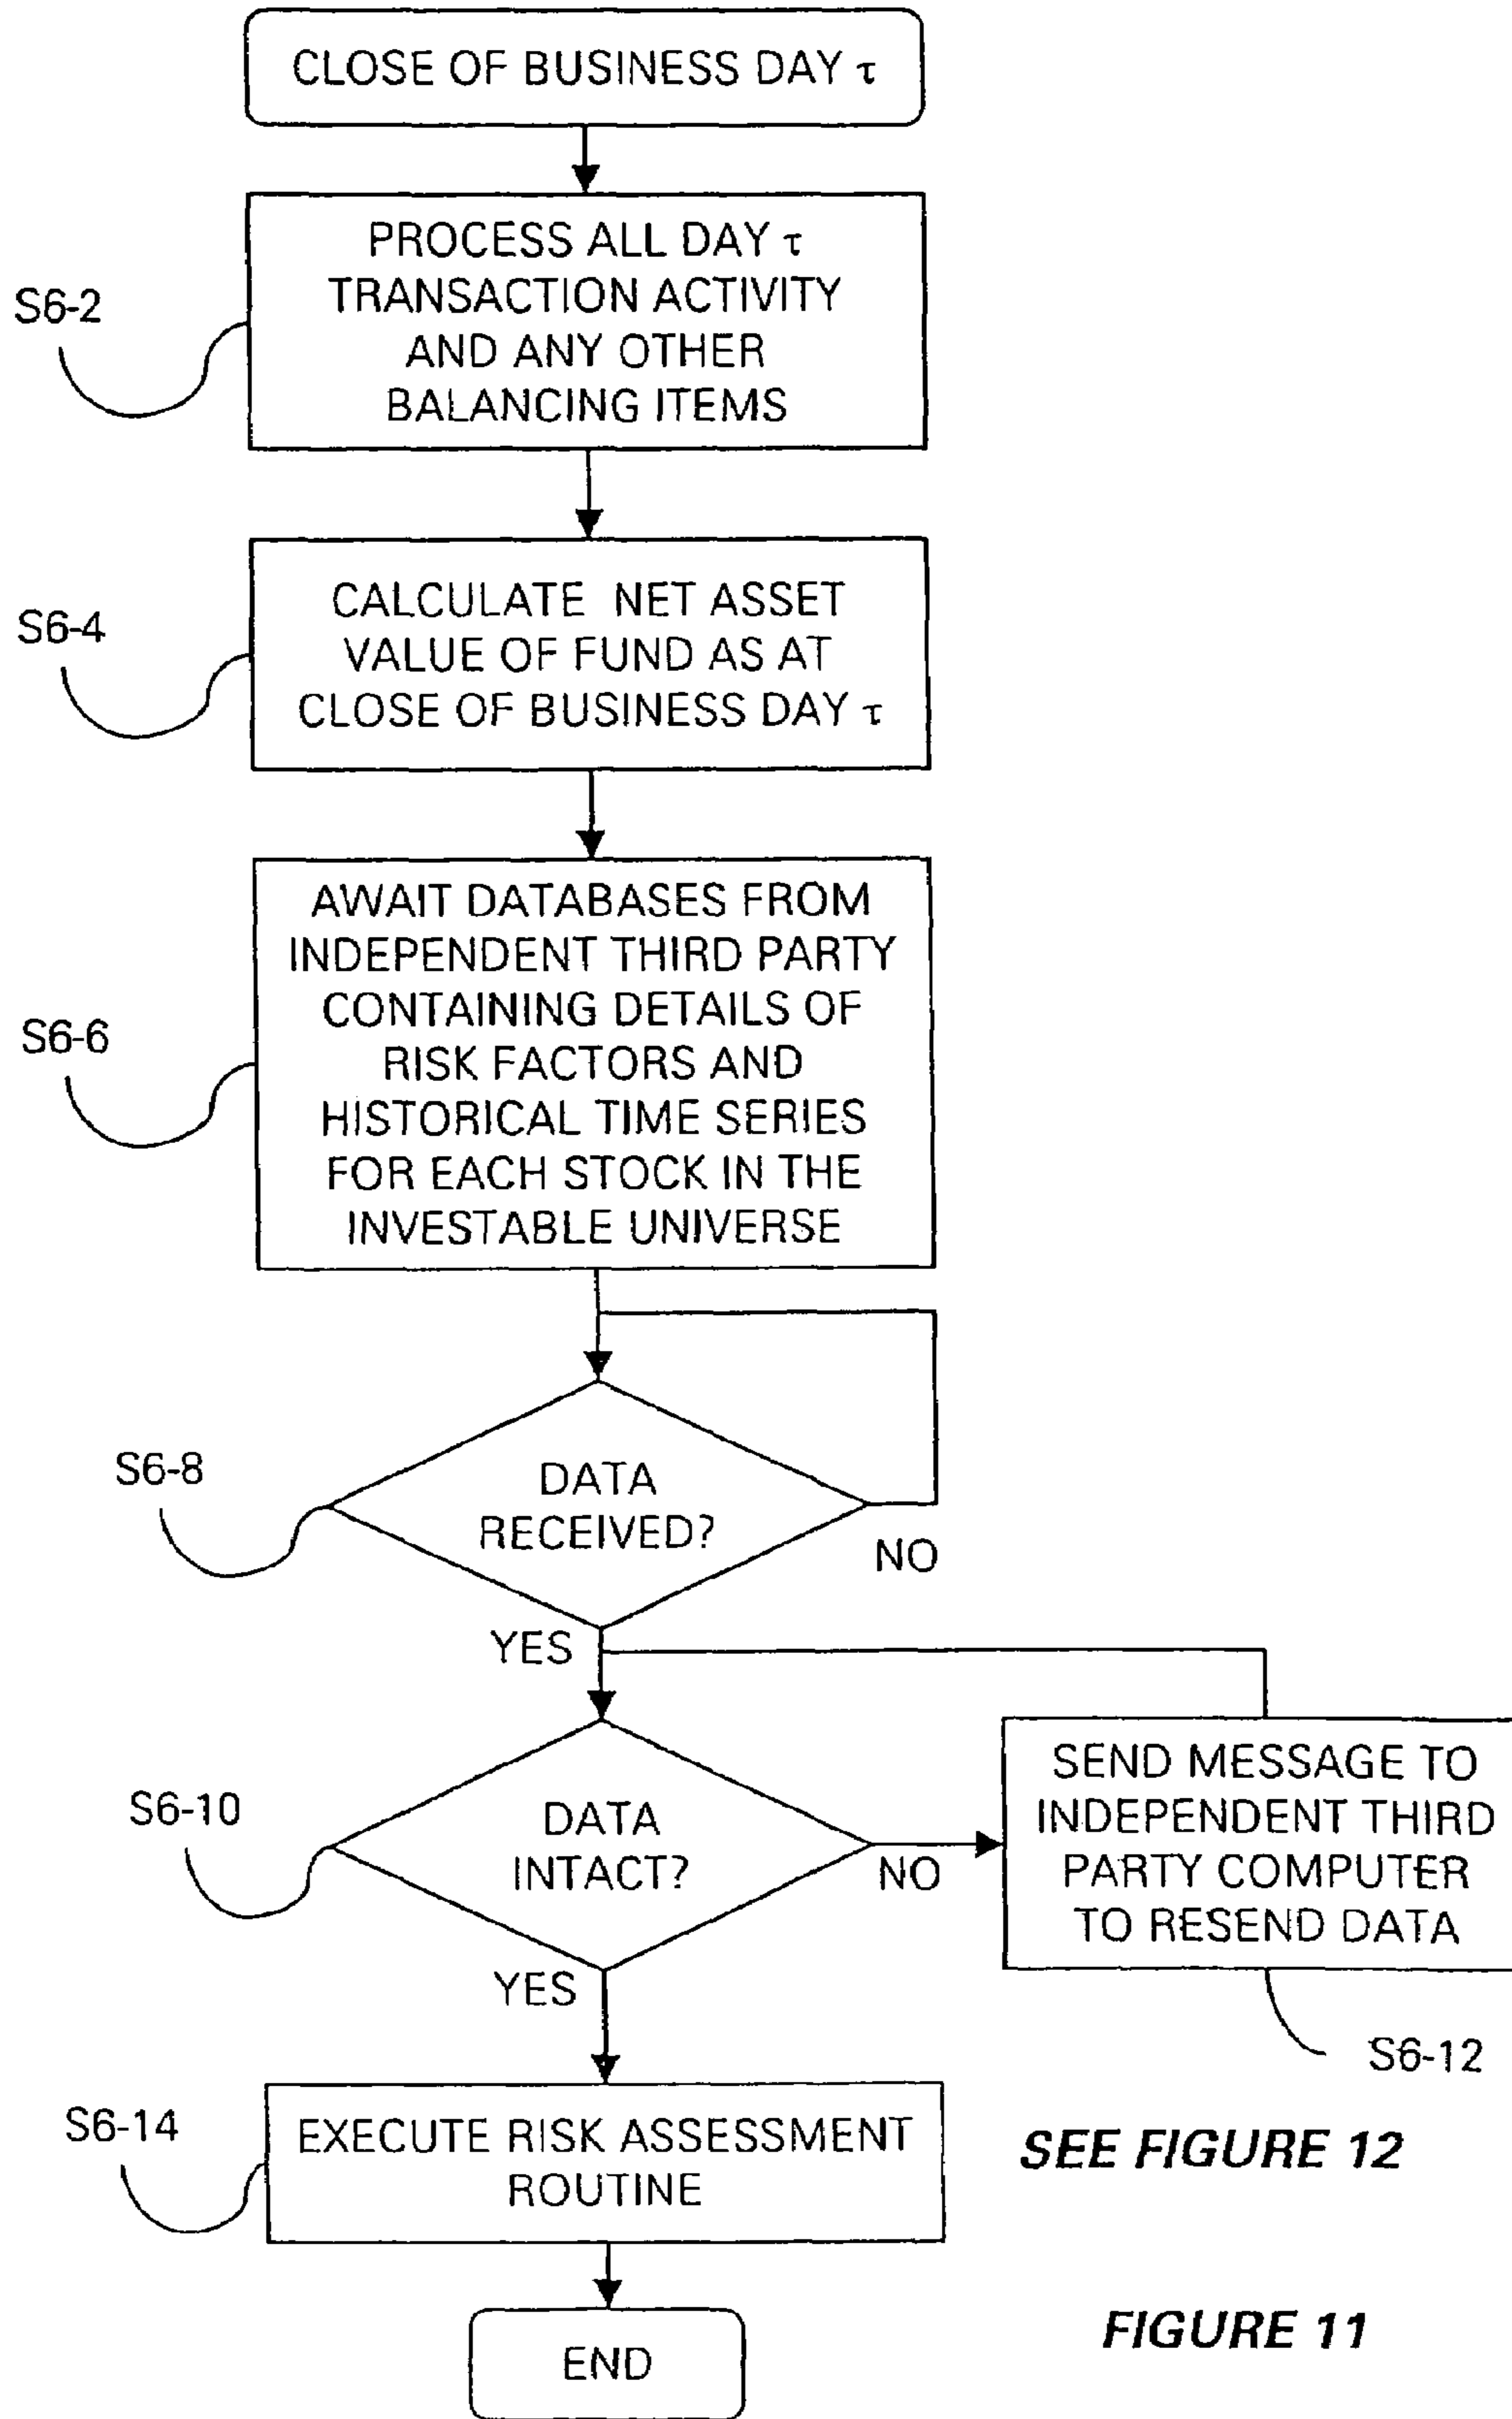 CLOSE OF BUSINESS DAY τ
PROCESS ALL DAY τ
TRANSACTION ACTIVITY
AND ANY OTHER
BALANCING ITEMS
S6-2
CALCULATE NET ASSET
VALUE OF FUND AS AT
CLOSE OF BUSINESS DAY τ
S6-4
AWAIT DATABASES FROM
INDEPENDENT THIRD PARTY
CONTAINING DETAILS OF
RISK FACTORS AND
HISTORICAL TIME SERIES
FOR EACH STOCK IN THE
INVESTABLE UNIVERSE
S6-6
S6-8
DATA
RECEIVED?
NO
YES
S6-10
DATA
INTACT?
NO
SEND MESSAGE TO
INDEPENDENT THIRD
PARTY COMPUTER
TO RESEND DATA
S6-12
YES
S6-14
EXECUTE RISK ASSESSMENT
ROUTINE
SEE FIGURE 12
END
FIGURE 11